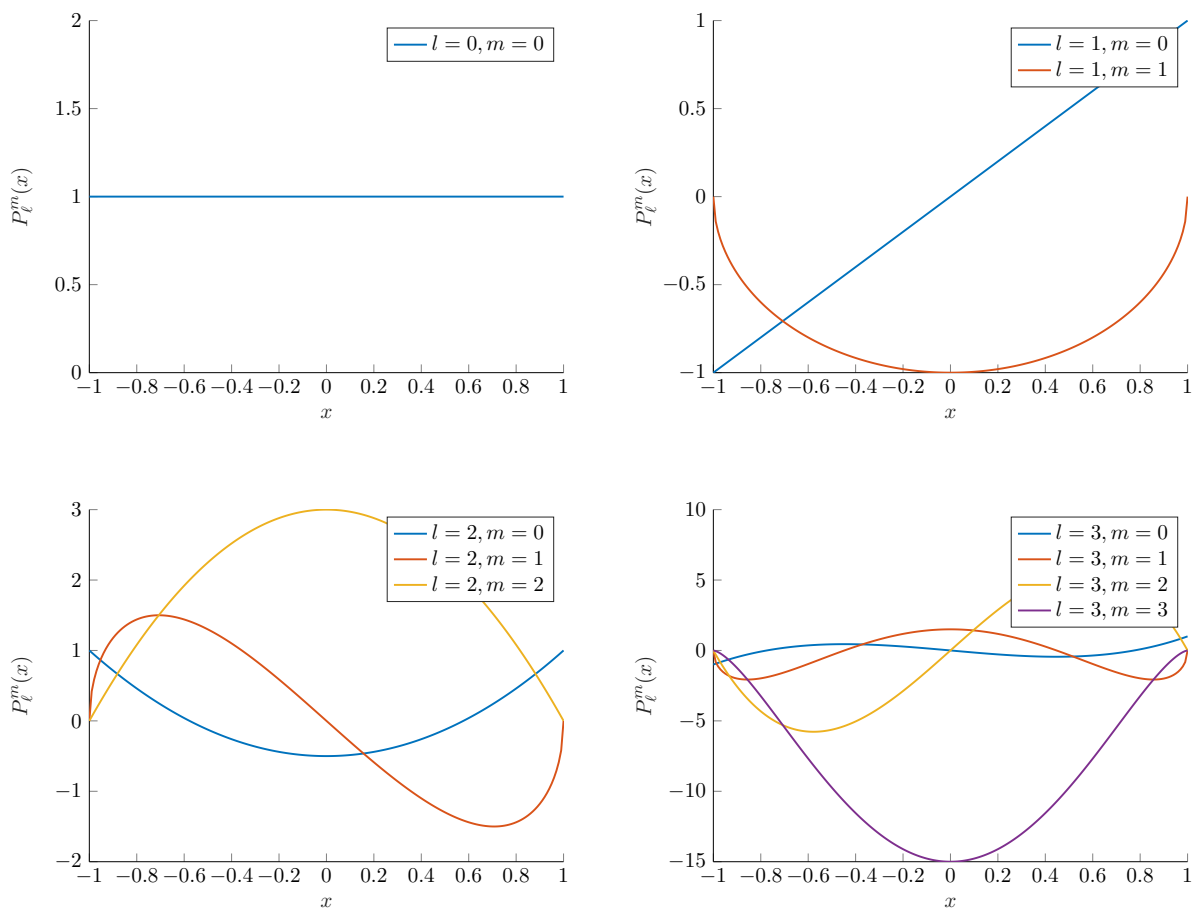 2
1.5
1
0.5
0
−1 −0.8 −0.6 −0.4 −0.2 0 0.2 0.4 0.6 0.8 1
x
P_ℓ^m(x)
l = 0, m = 0
1
0.5
0
−0.5
−1
−1 −0.8 −0.6 −0.4 −0.2 0 0.2 0.4 0.6 0.8 1
x
P_ℓ^m(x)
l = 1, m = 0
l = 1, m = 1
3
2
1
0
−1
−2
−1 −0.8 −0.6 −0.4 −0.2 0 0.2 0.4 0.6 0.8 1
x
P_ℓ^m(x)
l = 2, m = 0
l = 2, m = 1
l = 2, m = 2
10
5
0
−5
−10
−15
−1 −0.8 −0.6 −0.4 −0.2 0 0.2 0.4 0.6 0.8 1
x
P_ℓ^m(x)
l = 3, m = 0
l = 3, m = 1
l = 3, m = 2
l = 3, m = 3